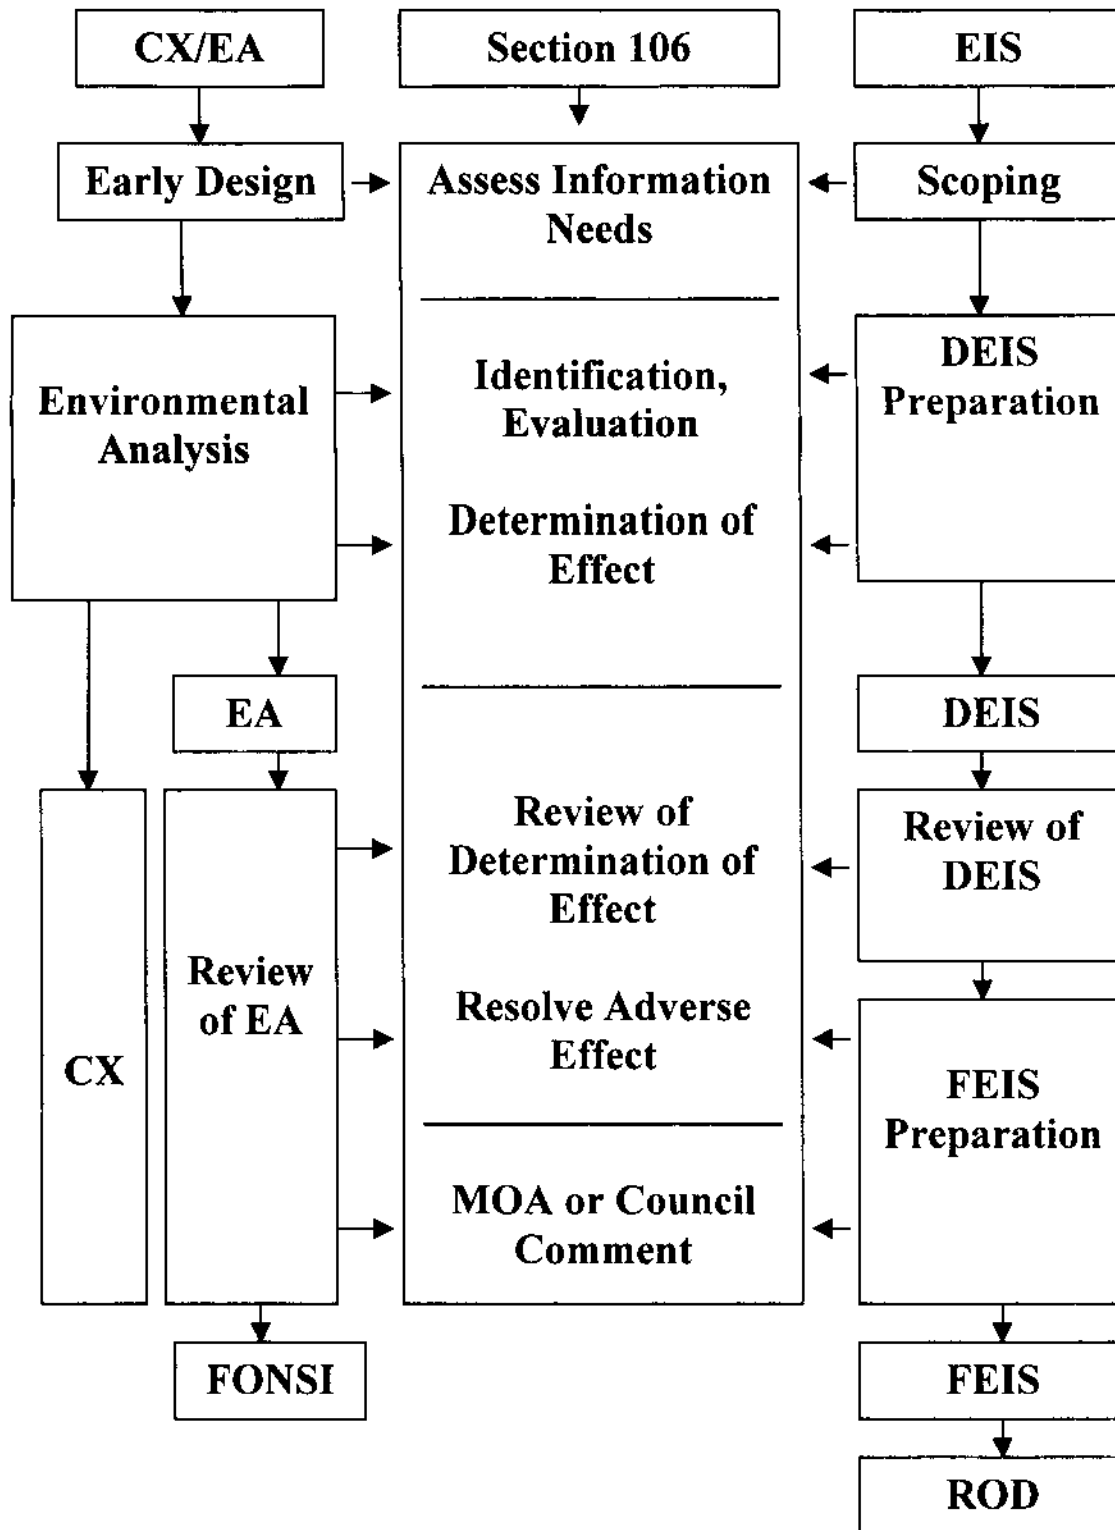 CX/EA
Section 106
EIS
Early Design
Assess Information
Needs
Scoping
Environmental
Analysis
Identification,
Evaluation
Determination of
Effect
DEIS
Preparation
EA
DEIS
CX
Review
of EA
Review of
Determination of
Effect
Resolve Adverse
Effect
MOA or Council
Comment
Review of
DEIS
FEIS
Preparation
FONSI
FEIS
ROD